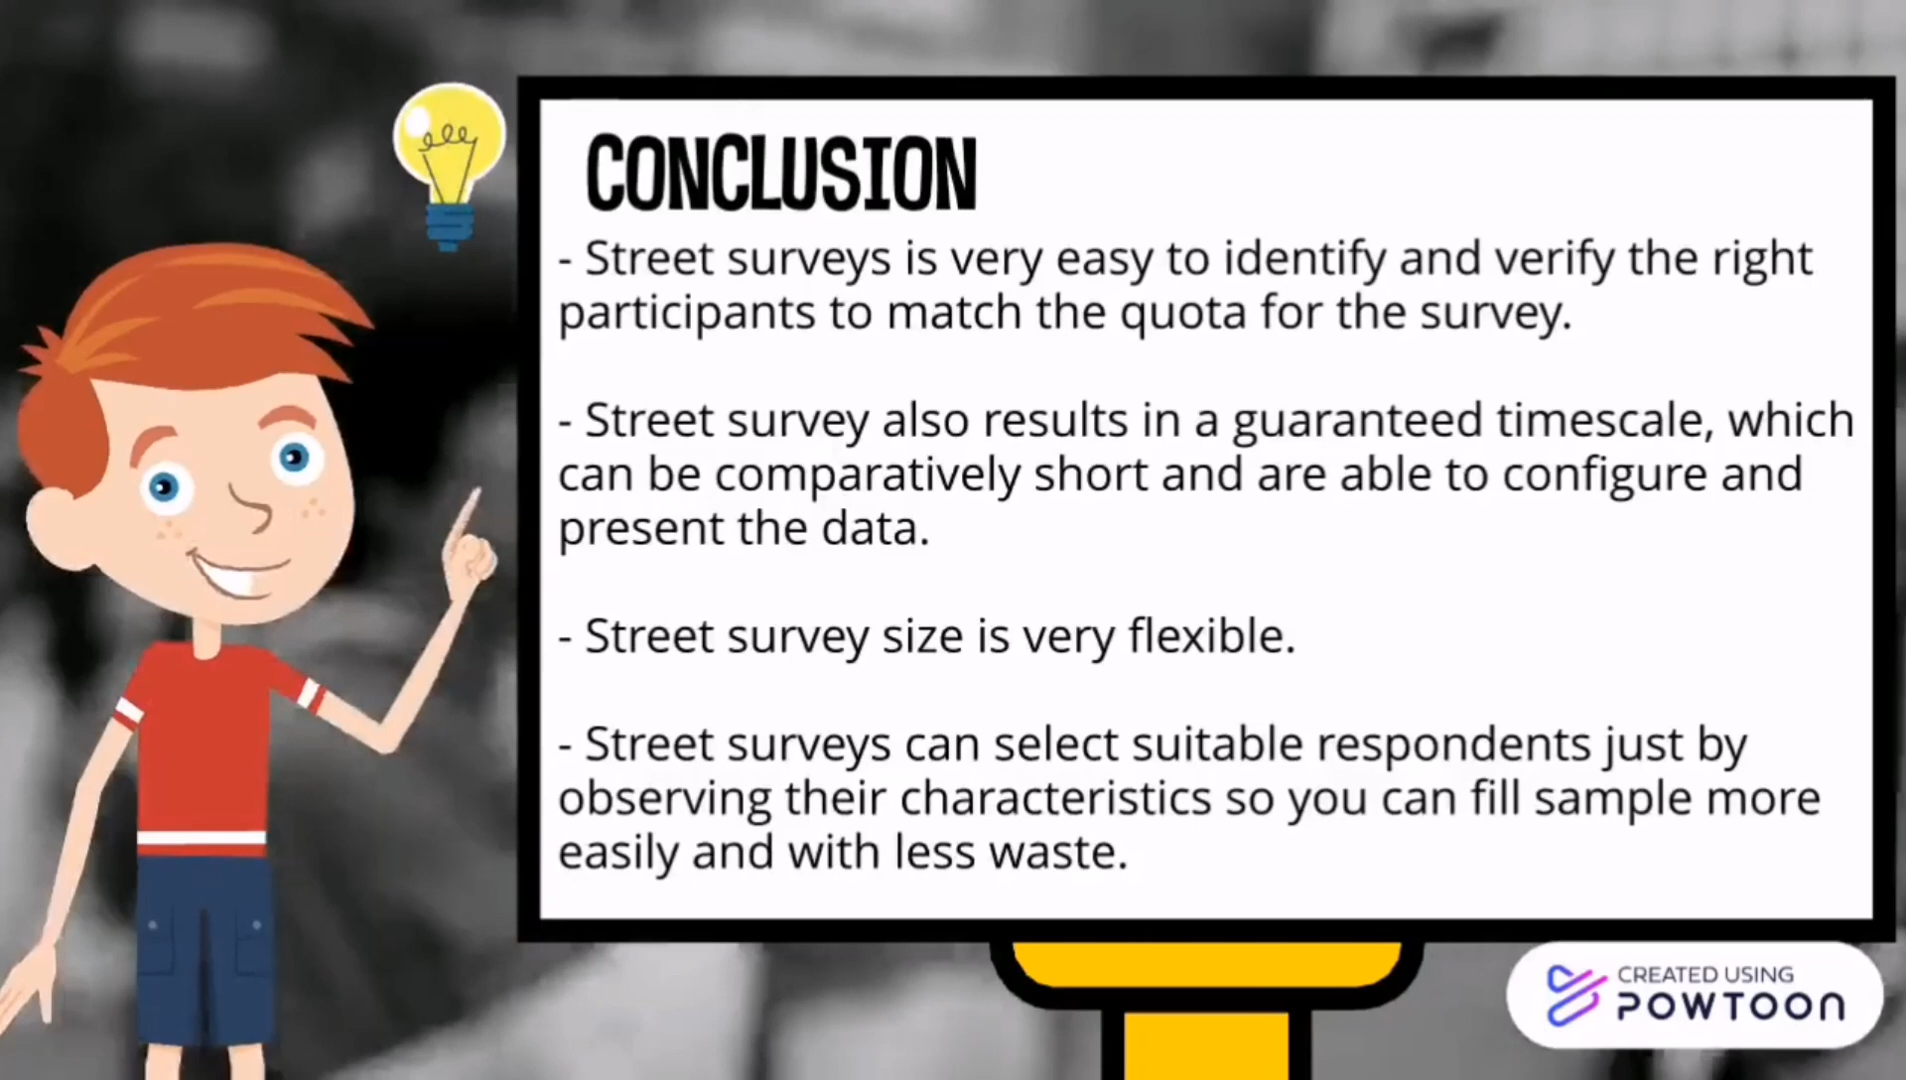 CONCLUSION
- Street surveys is very easy to identify and verify the right
participants to match the quota for the survey.
- Street survey also results in a guaranteed timescale, which
can be comparatively short and are able to configure and
present the data.
- Street survey size is very flexible.
- Street surveys can select suitable respondents just by
observing their characteristics so you can fill sample more
easily and with less waste.
CREATED USING
POWTOON